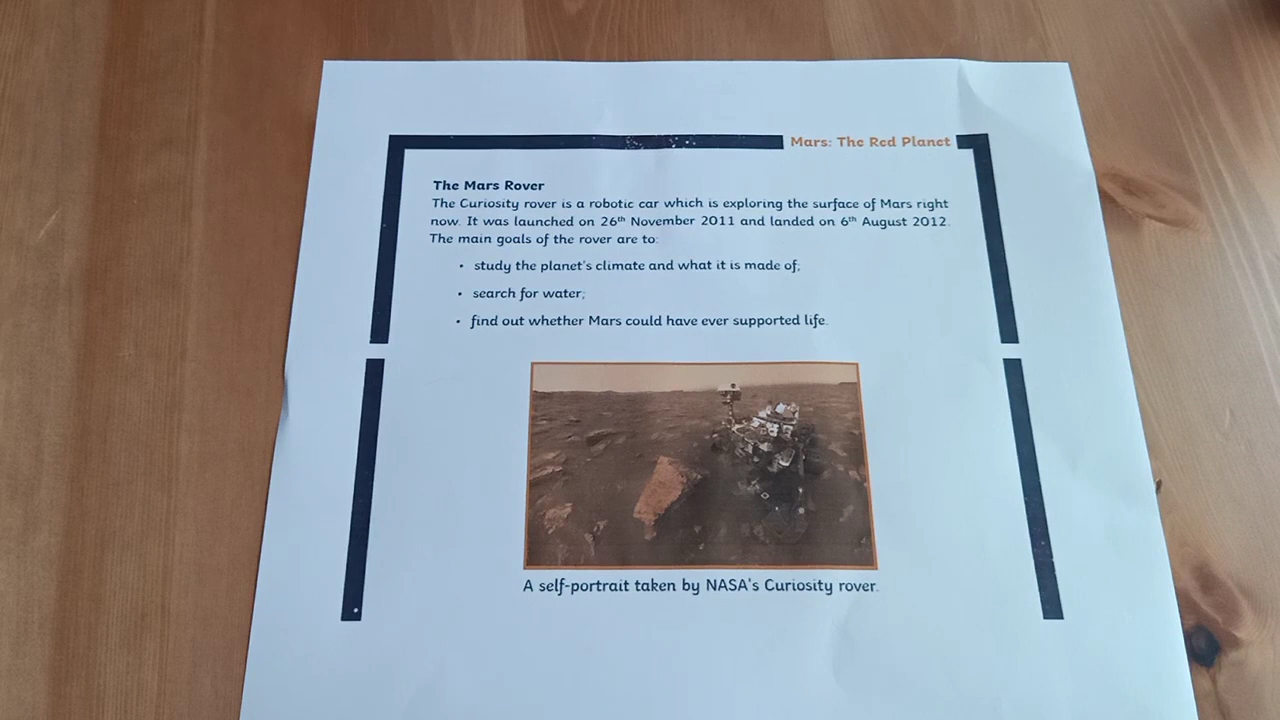 Mars: The Red Planet
The Mars Rover
The Curiosity rover is a robotic car which is exploring the surface of Mars right
now. It was launched on 26th November 2011 and landed on 6th August 2012.
The main goals of the rover are to:
• study the planet's climate and what it is made of;
• search for water;
• find out whether Mars could have ever supported life.
A self-portrait taken by NASA's Curiosity rover.